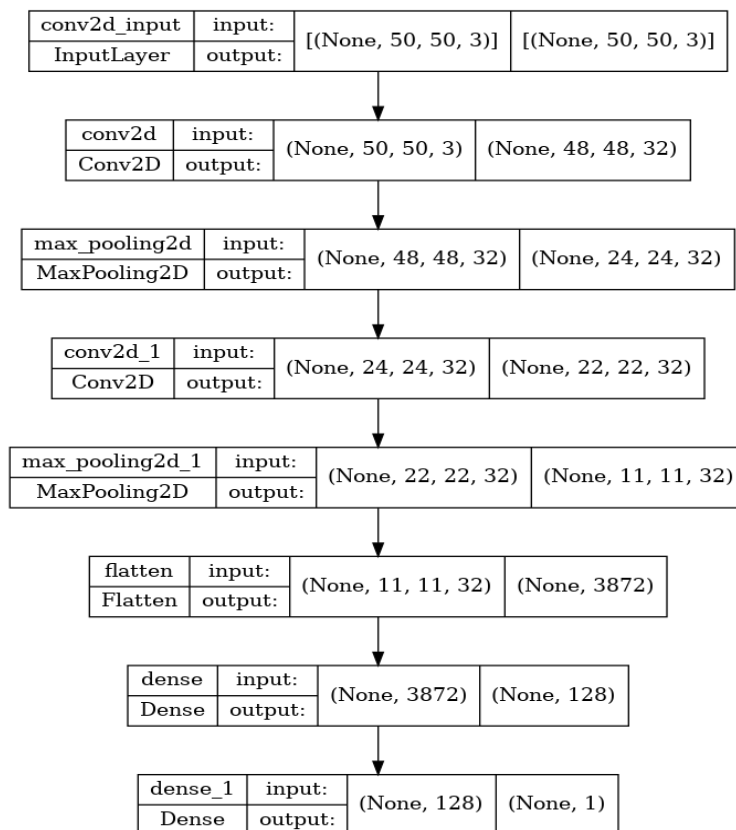 conv2d_input input: [(None, 50, 50, 3)] [(None, 50, 50, 3)]
InputLayer output:
conv2d input: (None, 50, 50, 3) (None, 48, 48, 32)
Conv2D output:
max_pooling2d input: (None, 48, 48, 32) (None, 24, 24, 32)
MaxPooling2D output:
conv2d_1 input: (None, 24, 24, 32) (None, 22, 22, 32)
Conv2D output:
max_pooling2d_1 input: (None, 22, 22, 32) (None, 11, 11, 32)
MaxPooling2D output:
flatten input: (None, 11, 11, 32) (None, 3872)
Flatten output:
dense input: (None, 3872) (None, 128)
Dense output:
dense_1 input: (None, 128) (None, 1)
Dense output: